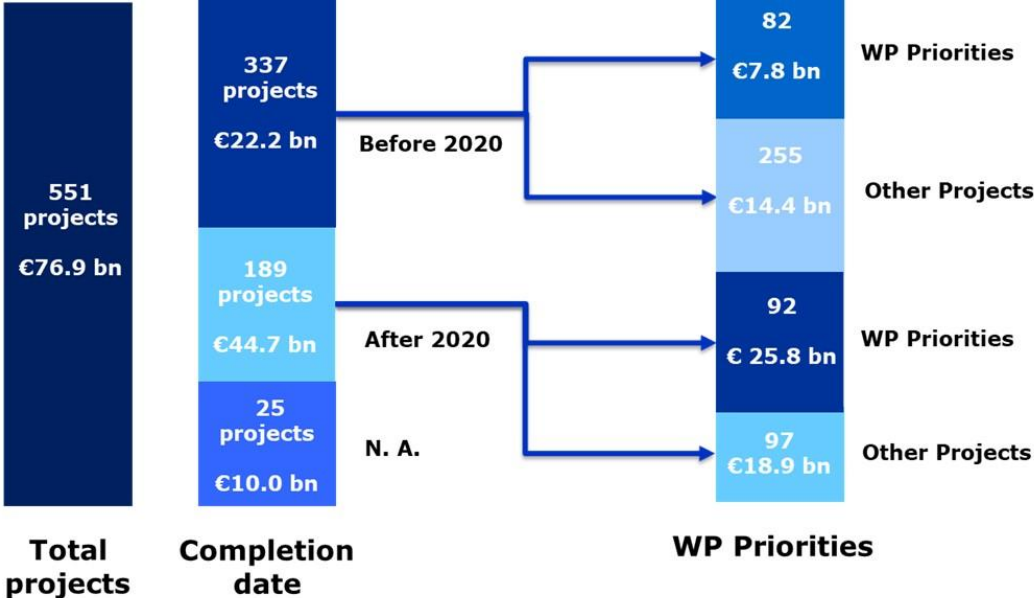 551
projects
€76.9 bn
Total
projects
337
projects
€22.2 bn
189
projects
€44.7 bn
25
projects
€10.0 bn
Completion
date
Before 2020
After 2020
N. A.
82
€7.8 bn
WP Priorities
255
€14.4 bn
Other Projects
92
€ 25.8 bn
WP Priorities
97
€18.9 bn
Other Projects
WP Priorities